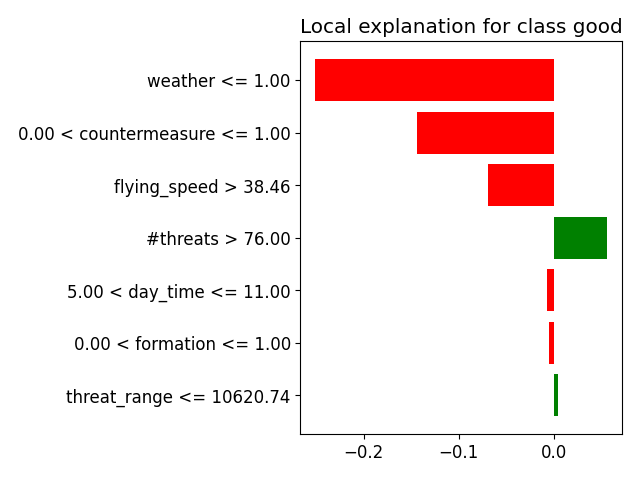 Local explanation for class good
weather <= 1.00
0.00 < countermeasure <= 1.00
flying_speed > 38.46
#threats > 76.00
5.00 < day_time <= 11.00
0.00 < formation <= 1.00
threat_range <= 10620.74
−0.2 −0.1 0.0